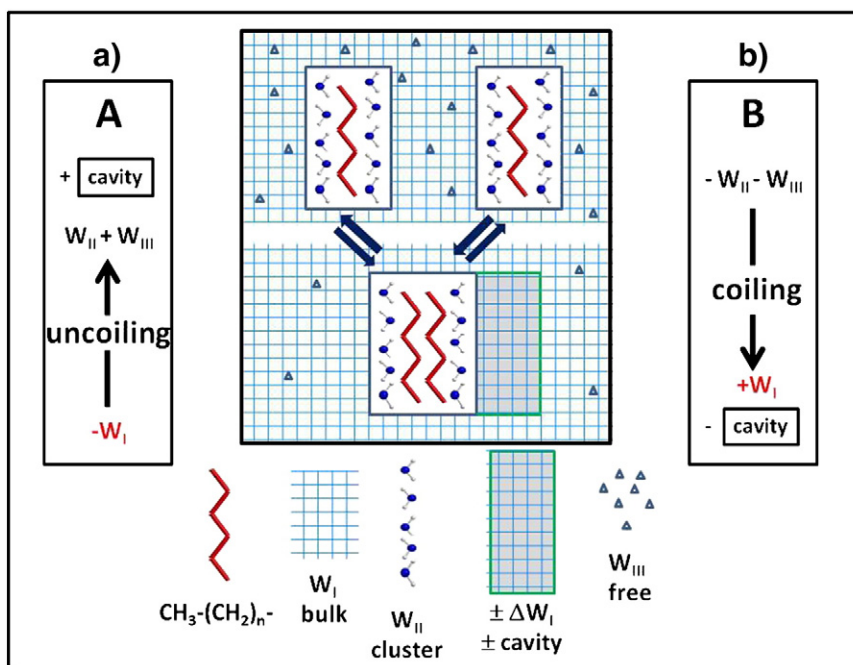 a)
A
+ cavity
W_II + W_III
uncoiling
-W_I
b)
B
- W_II - W_III
coiling
+W_I
- cavity
CH₃-(CH₂)ₙ-
W_I
bulk
W_II
cluster
± ΔW_I
± cavity
W_III
free